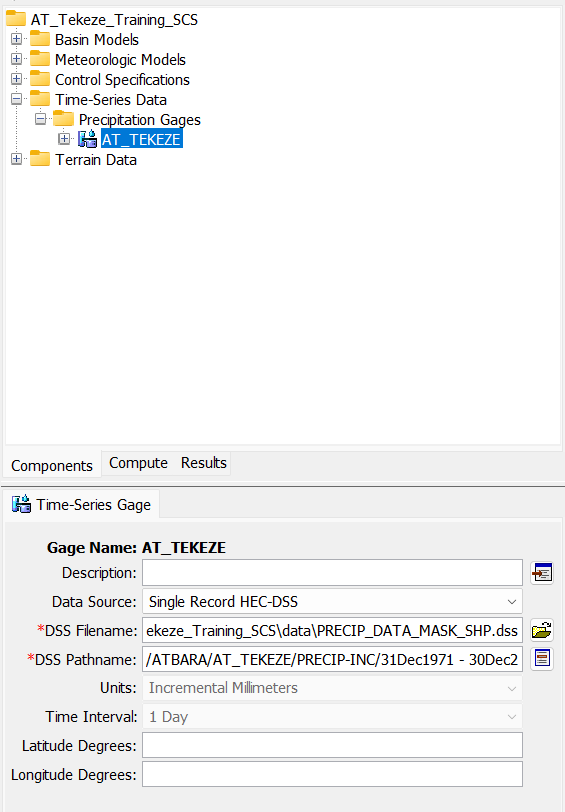 AT_Tekeze_Training_SCS
Basin Models
Meteorologic Models
Control Specifications
Time-Series Data
Precipitation Gages
AT_TEKEZE
Terrain Data
Components Compute Results
Time-Series Gage
Gage Name: AT_TEKEZE
Description:
Data Source: Single Record HEC-DSS
*DSS Filename: ekeze_Training_SCS\data\PRECIP_DATA_MASK_SHP.dss
*DSS Pathname: /ATBARA/AT_TEKEZE/PRECIP-INC/31Dec1971 - 30Dec2
Units: Incremental Milimeters
Time Interval: 1 Day
Latitude Degrees:
Longitude Degrees: